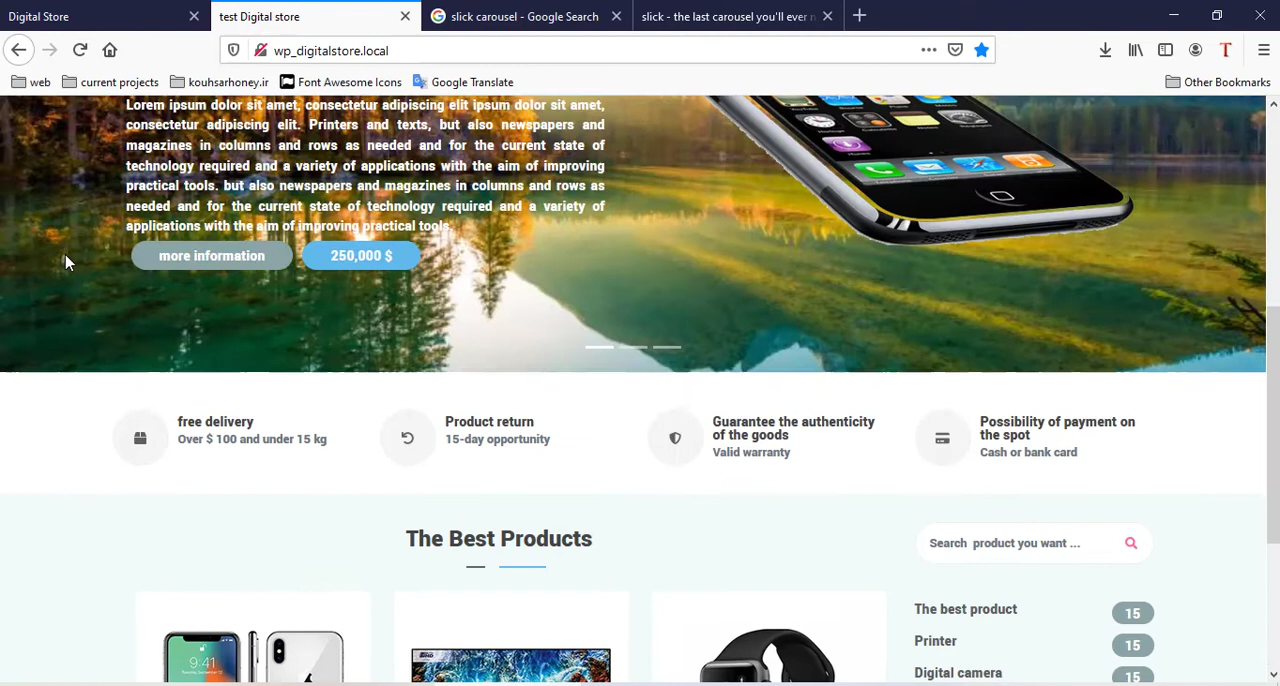 Digital Store
test Digital store
slick carousel - Google Search
slick - the last carousel you'll ever n
wp_digitalstore.local
web
current projects
kouhsarhoney.ir
Font Awesome Icons
Google Translate
Other Bookmarks
Lorem ipsum dolor sit amet, consectetur adipiscing elit ipsum dolor sit amet,
consectetur adipiscing elit. Printers and texts, but also newspapers and
magazines in columns and rows as needed and for the current state of
technology required and a variety of applications with the aim of improving
practical tools. but also newspapers and magazines in columns and rows as
needed and for the current state of technology required and a variety of
applications with the aim of improving practical tools.
more information
250,000 $
free delivery
Over $ 100 and under 15 kg
Product return
15-day opportunity
Guarantee the authenticity
of the goods
Valid warranty
Possibility of payment on
the spot
Cash or bank card
The Best Products
Search product you want ...
The best product
15
Printer
15
Digital camera
15
9:41